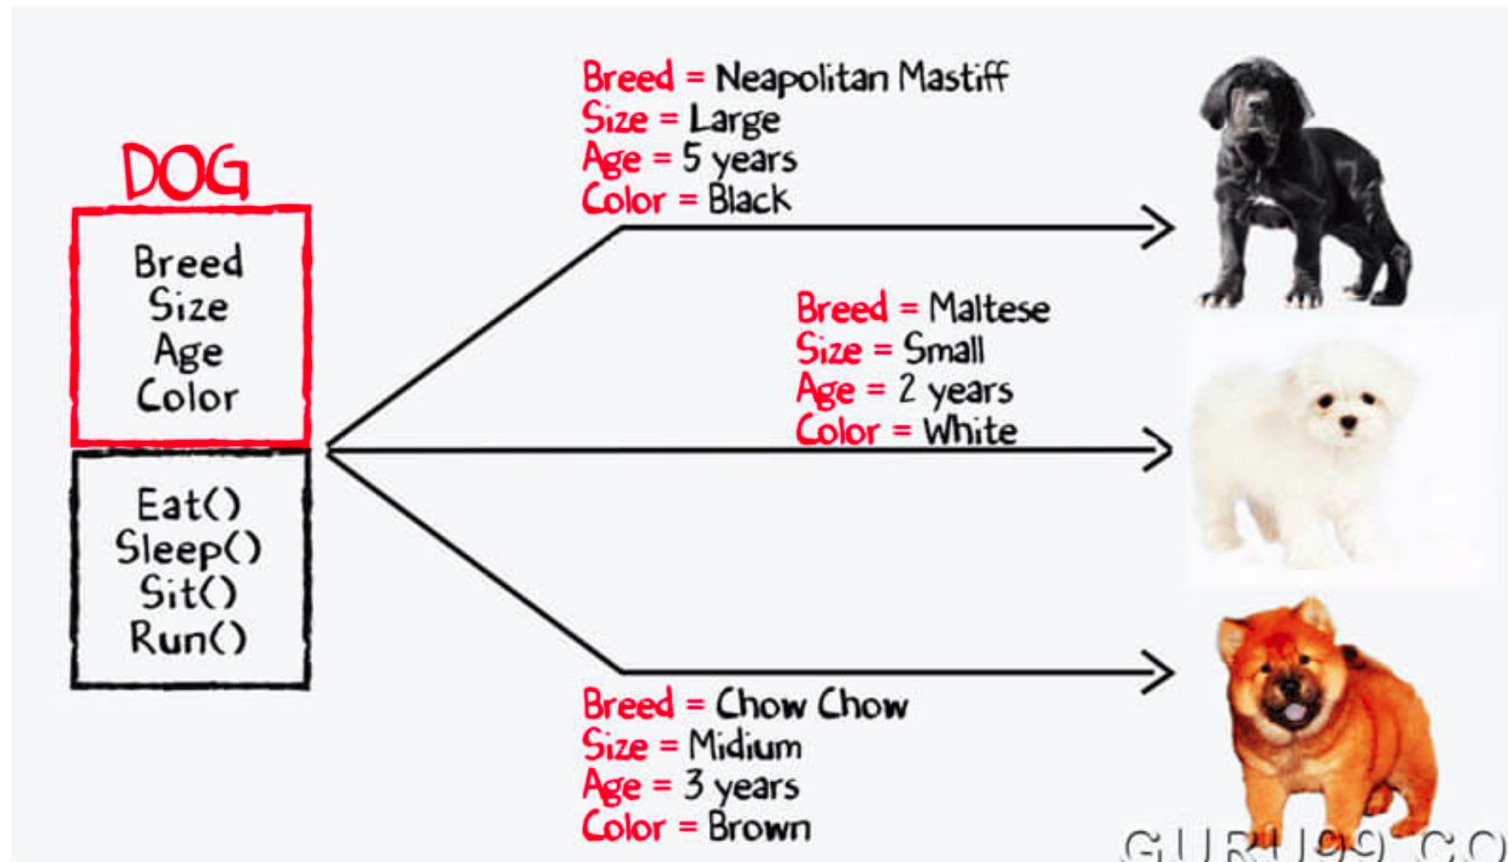 DOG
Breed
Size
Age
Color
Eat()
Sleep()
Sit()
Run()
Breed = Neapolitan Mastiff
Size = Large
Age = 5 years
Color = Black
Breed = Maltese
Size = Small
Age = 2 years
Color = White
Breed = Chow Chow
Size = Midium
Age = 3 years
Color = Brown
GURU99.CO